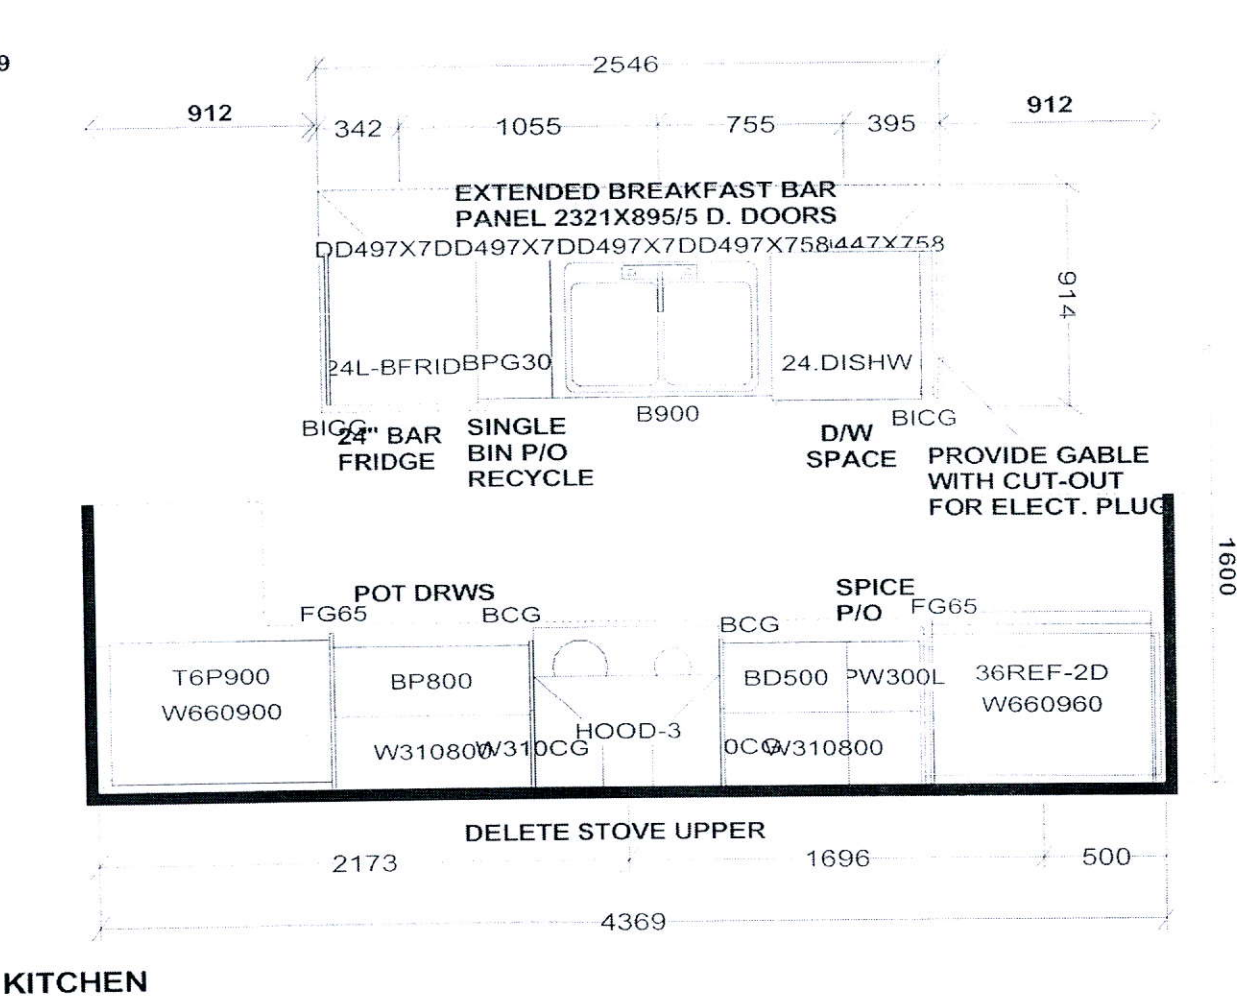 9
2546
912
342
1055
755
395
912
EXTENDED BREAKFAST BAR
PANEL 2321X895/5 D. DOORS
DD497X7DD497X7DD497X7DD497X758
447X758
914
24L-BFRID
BPG30
24.DISHW
B900
BICG
BICG
24" BAR
FRIDGE
SINGLE
BIN P/O
RECYCLE
D/W
SPACE
PROVIDE GABLE
WITH CUT-OUT
FOR ELECT. PLUG
1600
POT DRWS
SPICE
P/O
FG65
BCG
BCG
FG65
T6P900
W660900
BP800
W310800
W310CG
HOOD-3
BD500
PW300L
0CG
W310800
36REF-2D
W660960
DELETE STOVE UPPER
2173
1696
500
4369
KITCHEN